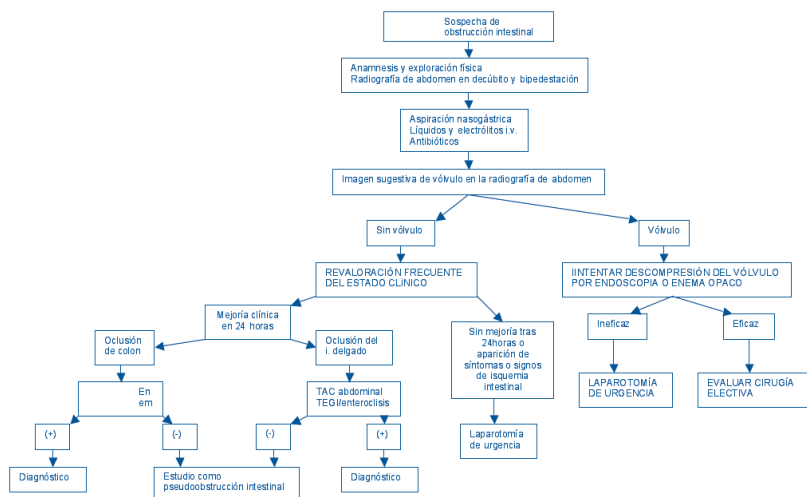 Sospecha de
obstrucción intestinal
Anamnesis y exploración física
Radiografía de abdomen en decúbito y bipedestación
Aspiración nasogástrica
Líquidos y electrólitos i.v.
Antibióticos
Imagen sugestiva de vólvulo en la radiografía de abdomen
Sin vólvulo
Vólvulo
REVALORACIÓN FRECUENTE
DEL ESTADO CLÍNICO
IINTENTAR DESCOMPRESIÓN DEL VÓLVULO
POR ENDOSCOPIA O ENEMA OPACO
Mejoría clínica
en 24 horas
Sin mejoría tras
24horas o
aparición de
síntomas o signos
de isquemia
intestinal
Ineficaz
Eficaz
Oclusión
de colon
Oclusión del
i. delgado
LAPAROTOMÍA
DE URGENCIA
EVALUAR CIRUGÍA
ELECTIVA
En
em
TAC abdominal
TEGI/enteroclisis
(+)
(-)
(-)
(+)
Laparotomía
de urgencia
Diagnóstico
Estudio como
pseudoobstrucción intestinal
Diagnóstico